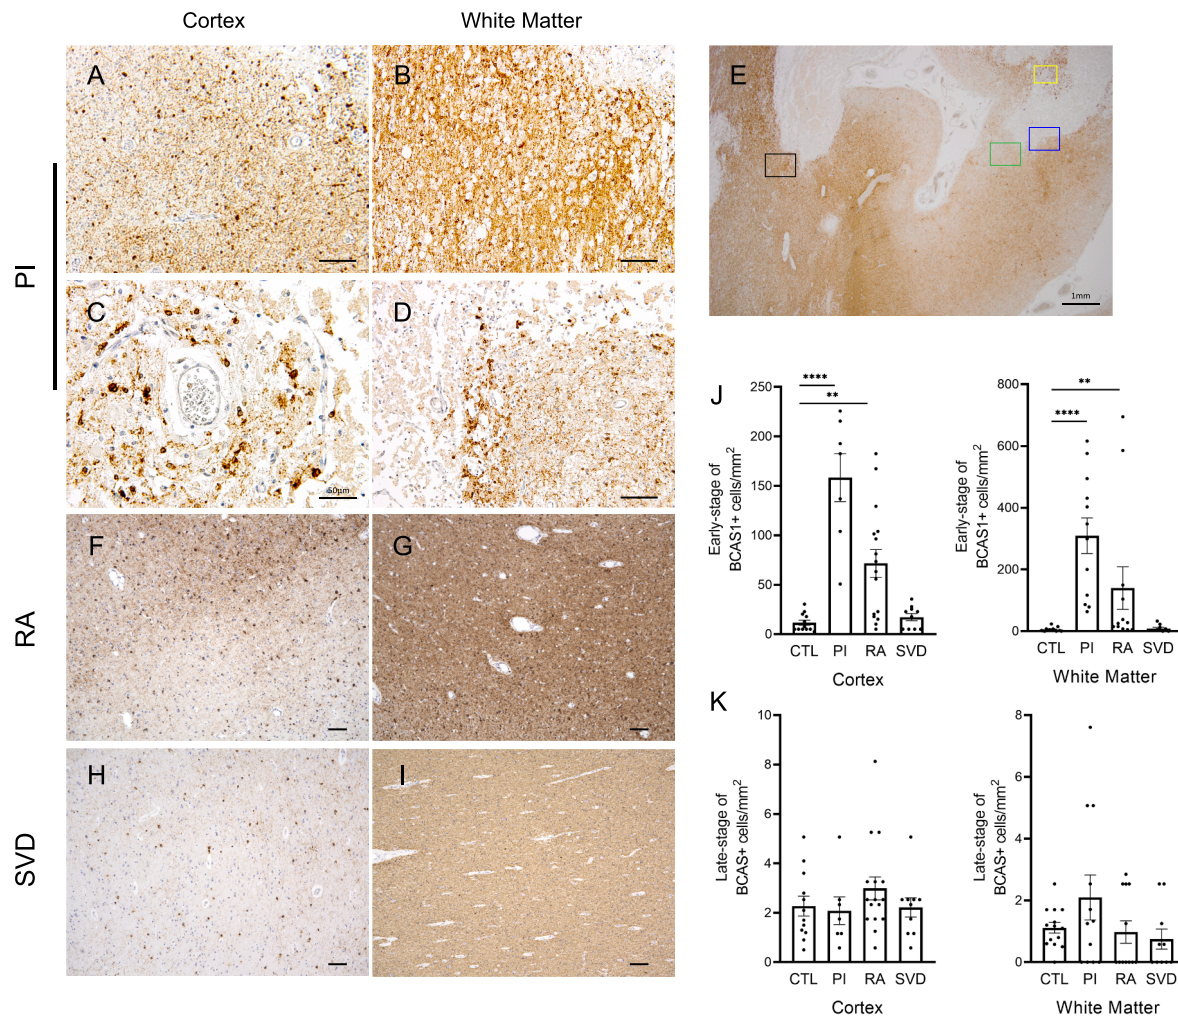 Cortex
White Matter
A
B
C
50μm
D
E
1mm
PI
F
G
RA
H
I
SVD
J
Early-stage of
BCAS1+ cells/mm2
250
200
150
100
50
0
****
**
CTL PI RA SVD
Cortex
Early-stage of
BCAS1+ cells/mm2
800
600
400
200
0
**
****
CTL PI RA SVD
White Matter
K
Late-stage of
BCAS+ cells/mm2
10
8
6
4
2
0
CTL PI RA SVD
Cortex
Late-stage of
BCAS+ cells/mm2
8
6
4
2
0
CTL PI RA SVD
White Matter